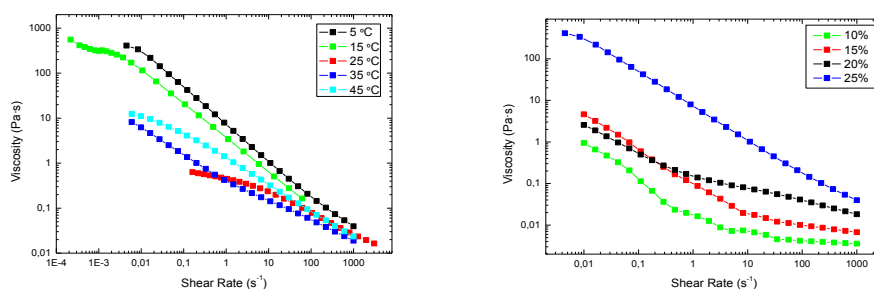 1000
100
10
1
0,1
0,01
Viscosity (Pa·s)
1E-4 1E-3 0,01 0,1 1 10 100 1000
Shear Rate (s-1)
5 ºC
15 ºC
25 ºC
35 ºC
45 ºC
100
10
1
0,1
0,01
Viscosity (Pa·s)
0,01 0,1 1 10 100 1000
Shear Rate (s-1)
10%
15%
20%
25%